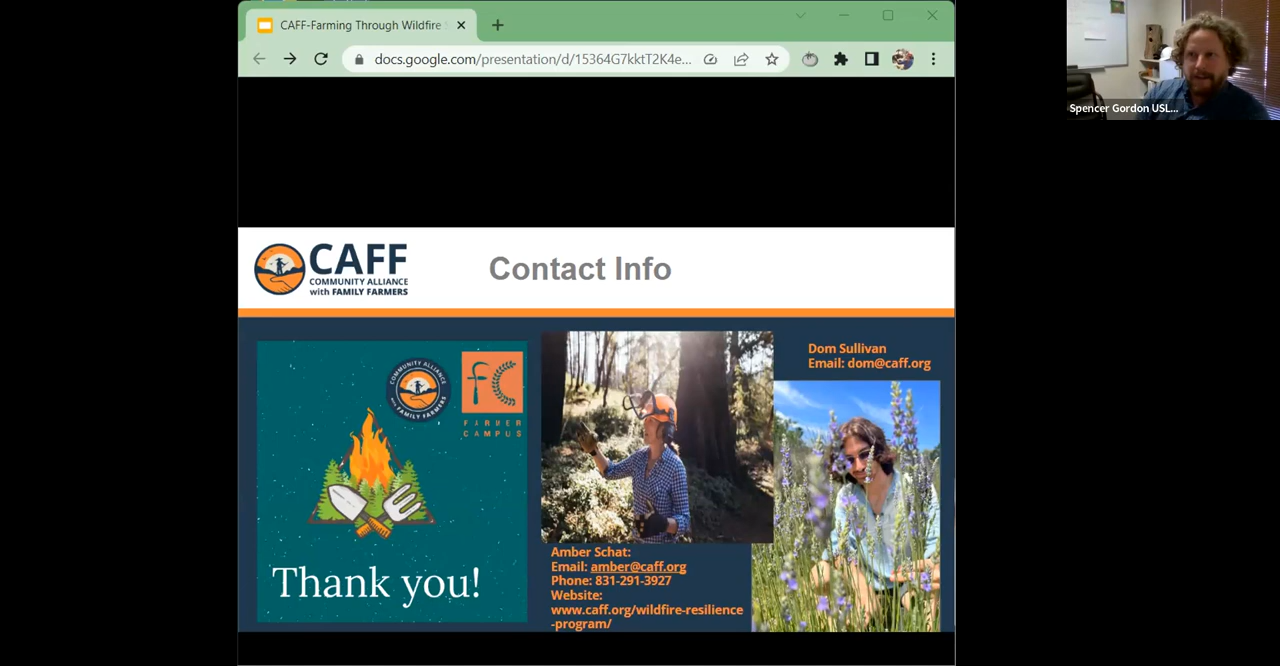 CAFF-Farming Through Wildfire
docs.google.com/presentation/d/15364G7kktT2K4e...
Spencer Gordon USL...
CAFF
COMMUNITY ALLIANCE
with FAMILY FARMERS
Contact Info
Dom Sullivan
Email: dom@caff.org
COMMUNITY ALLIANCE
with FAMILY FARMERS
fc
FARMER
CAMPUS
Thank you!
Amber Schat:
Email: amber@caff.org
Phone: 831-291-3927
Website:
www.caff.org/wildfire-resilience
-program/